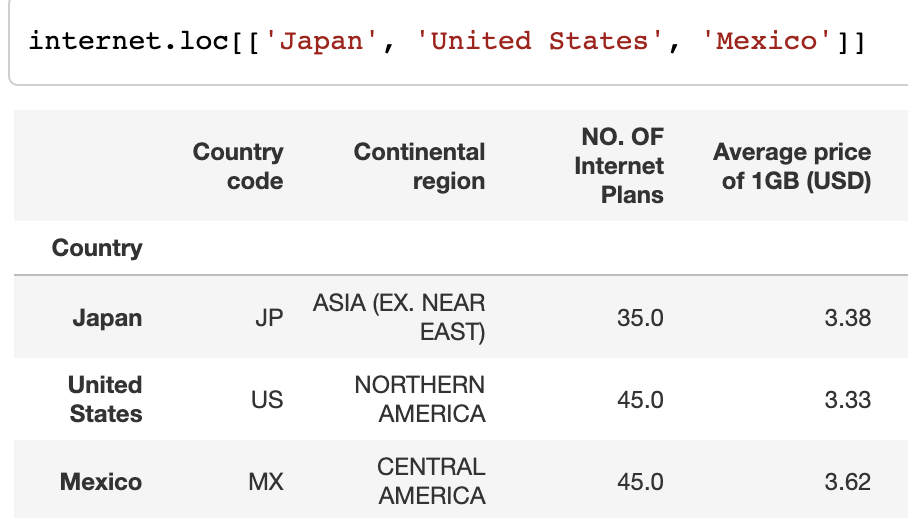 internet.loc[['Japan', 'United States', 'Mexico']]
Country code Continental region NO. OF Internet Plans Average price of 1GB (USD)
Country
Japan JP ASIA (EX. NEAR EAST) 35.0 3.38
United States US NORTHERN AMERICA 45.0 3.33
Mexico MX CENTRAL AMERICA 45.0 3.62